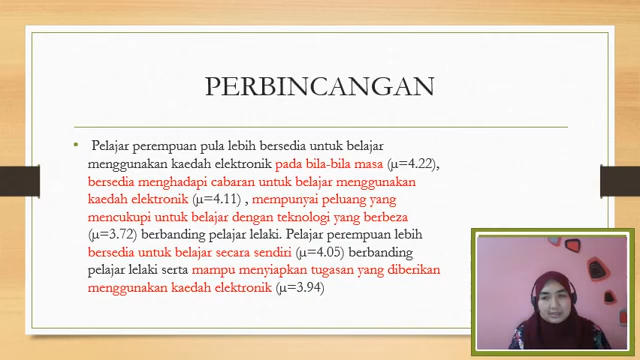 PERBINCANGAN
• Pelajar perempuan pula lebih bersedia untuk belajar
menggunakan kaedah elektronik pada bila-bila masa (µ=4.22),
bersedia menghadapi cabaran untuk belajar menggunakan
kaedah elektronik (µ=4.11) , mempunyai peluang yang
mencukupi untuk belajar dengan teknologi yang berbeza
(µ=3.72) berbanding pelajar lelaki. Pelajar perempuan lebih
bersedia untuk belajar secara sendiri (µ=4.05) berbanding
pelajar lelaki serta mampu menyiapkan tugasan yang diberikan
menggunakan kaedah elektronik (µ=3.94)